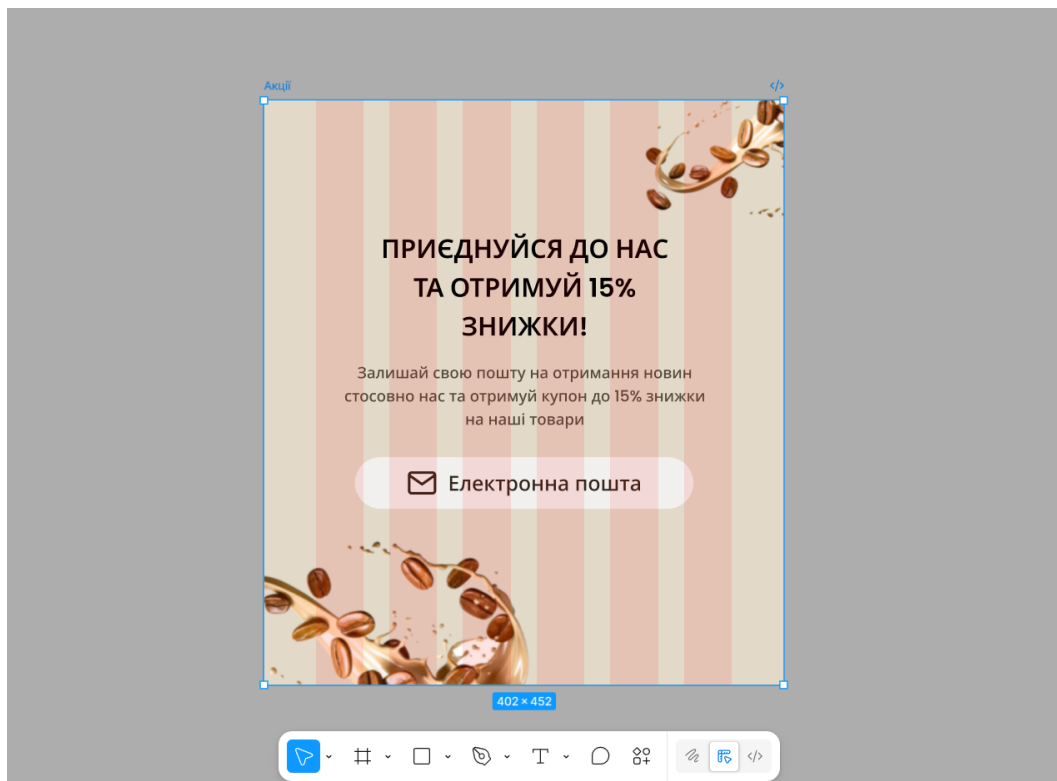 Акції
ПРИЄДНУЙСЯ ДО НАС
ТА ОТРИМУЙ 15%
ЗНИЖКИ!
Залишай свою пошту на отримання новин
стосовно нас та отримуй купон до 15% знижки
на наші товари
Електронна пошта
402 × 452